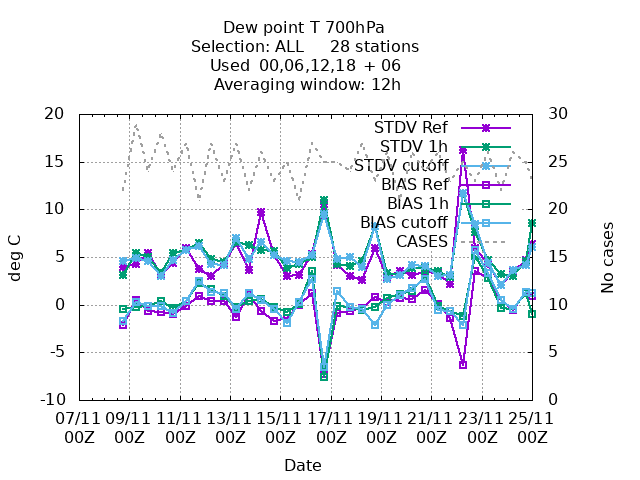 Dew point T 700hPa
Selection: ALL     28 stations
Used  00,06,12,18 + 06
Averaging window: 12h
20 30
STDV Ref
STDV 1h
15 25
STDV cutoff
BIAS Ref
10 20
BIAS 1h
BIAS cutoff
CASES
deg C
No cases
5 15
0 10
-5 5
-10 0
07/11 09/11 11/11 13/11 15/11 17/11 19/11 21/11 23/11 25/11
00Z 00Z 00Z 00Z 00Z 00Z 00Z 00Z 00Z 00Z
Date